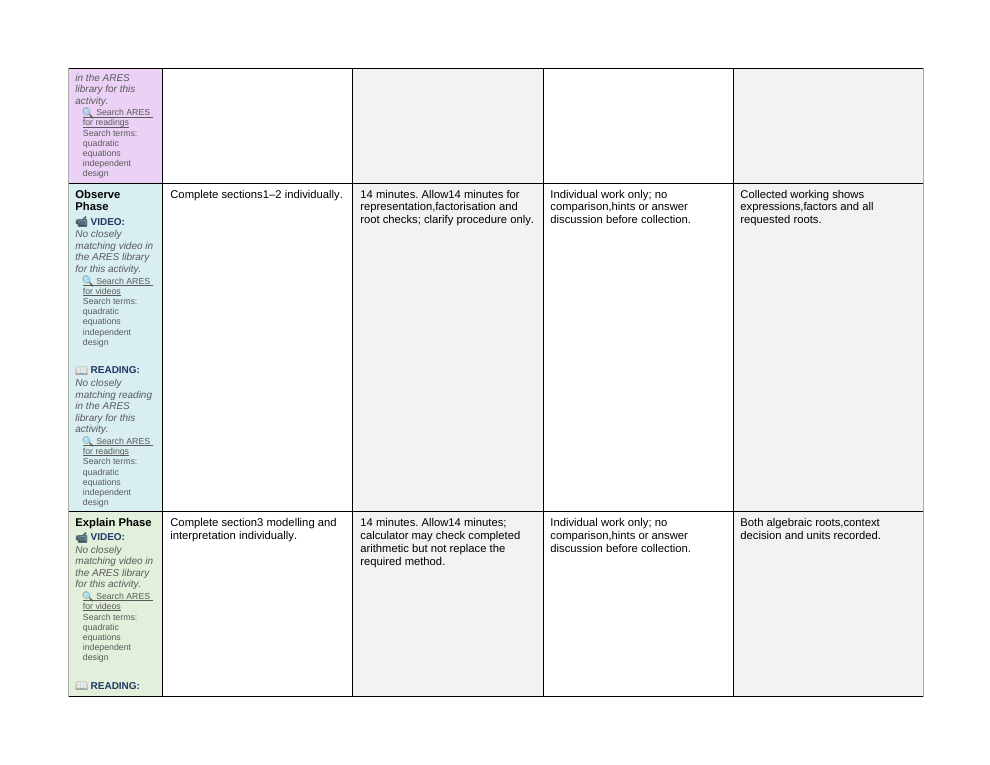 in the ARES
library for this
activity.
🔍 Search ARES
for readings
Search terms:
quadratic
equations
independent
design
Observe
Phase
📹 VIDEO:
No closely
matching video in
the ARES library
for this activity.
🔍 Search ARES
for videos
Search terms:
quadratic
equations
independent
design
📖 READING:
No closely
matching reading
in the ARES
library for this
activity.
🔍 Search ARES
for readings
Search terms:
quadratic
equations
independent
design
Complete sections1–2 individually.
14 minutes. Allow14 minutes for
representation,factorisation and
root checks; clarify procedure only.
Individual work only; no
comparison,hints or answer
discussion before collection.
Collected working shows
expressions,factors and all
requested roots.
Explain Phase
📹 VIDEO:
No closely
matching video in
the ARES library
for this activity.
🔍 Search ARES
for videos
Search terms:
quadratic
equations
independent
design
📖 READING:
Complete section3 modelling and
interpretation individually.
14 minutes. Allow14 minutes;
calculator may check completed
arithmetic but not replace the
required method.
Individual work only; no
comparison,hints or answer
discussion before collection.
Both algebraic roots,context
decision and units recorded.